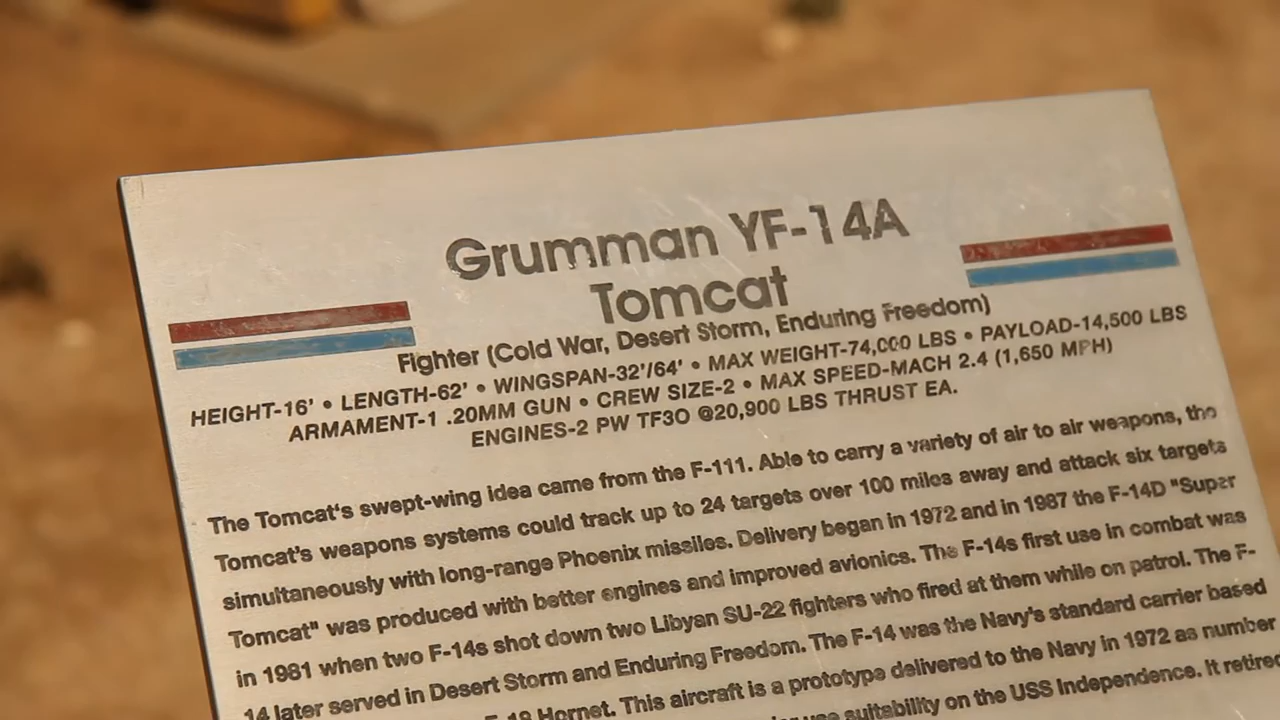 Grumman YF-14A
Tomcat
Fighter (Cold War, Desert Storm, Enduring Freedom)
HEIGHT-16' • LENGTH-62' • WINGSPAN-32'/64' • MAX WEIGHT-74,000 LBS • PAYLOAD-14,500 LBS
ARMAMENT-1 .20MM GUN • CREW SIZE-2 • MAX SPEED-MACH 2.4 (1,650 MPH)
ENGINES-2 PW TF3O @20,900 LBS THRUST EA.
The Tomcat's swept-wing idea came from the F-111. Able to carry a variety of air to air weapons, the
Tomcat's weapons systems could track up to 24 targets over 100 miles away and attack six targets
simultaneously with long-range Phoenix missiles. Delivery began in 1972 and in 1987 the F-14D "Super
Tomcat" was produced with better engines and improved avionics. The F-14s first use in combat was
in 1981 when two F-14s shot down two Libyan SU-22 fighters who fired at them while on patrol. The F-
14 later served in Desert Storm and Enduring Freedom. The F-14 was the Navy's standard carrier based
Hornet. This aircraft is a prototype delivered to the Navy in 1972 as number
suitability on the USS Independence. It retired